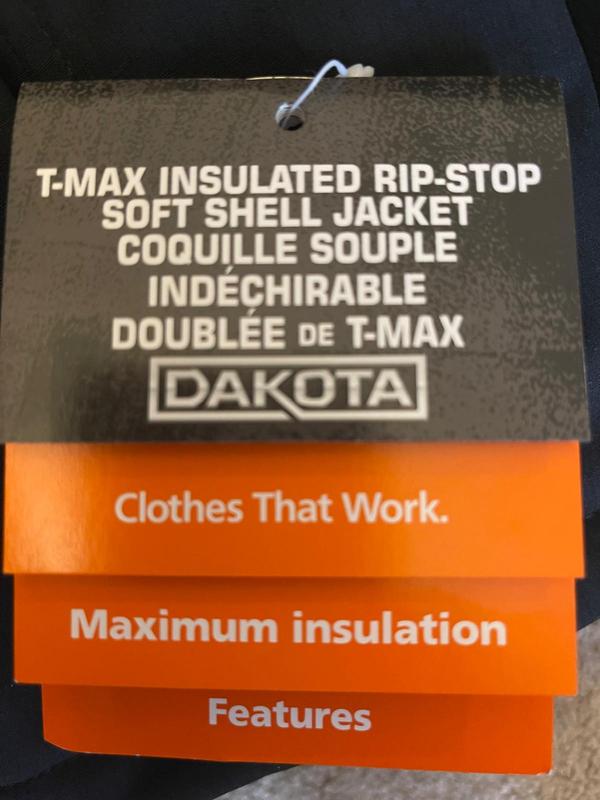 T-MAX INSULATED RIP-STOP
SOFT SHELL JACKET
COQUILLE SOUPLE
INDÉCHIRABLE
DOUBLÉE DE T-MAX
DAKOTA
Clothes That Work.
Maximum insulation
Features